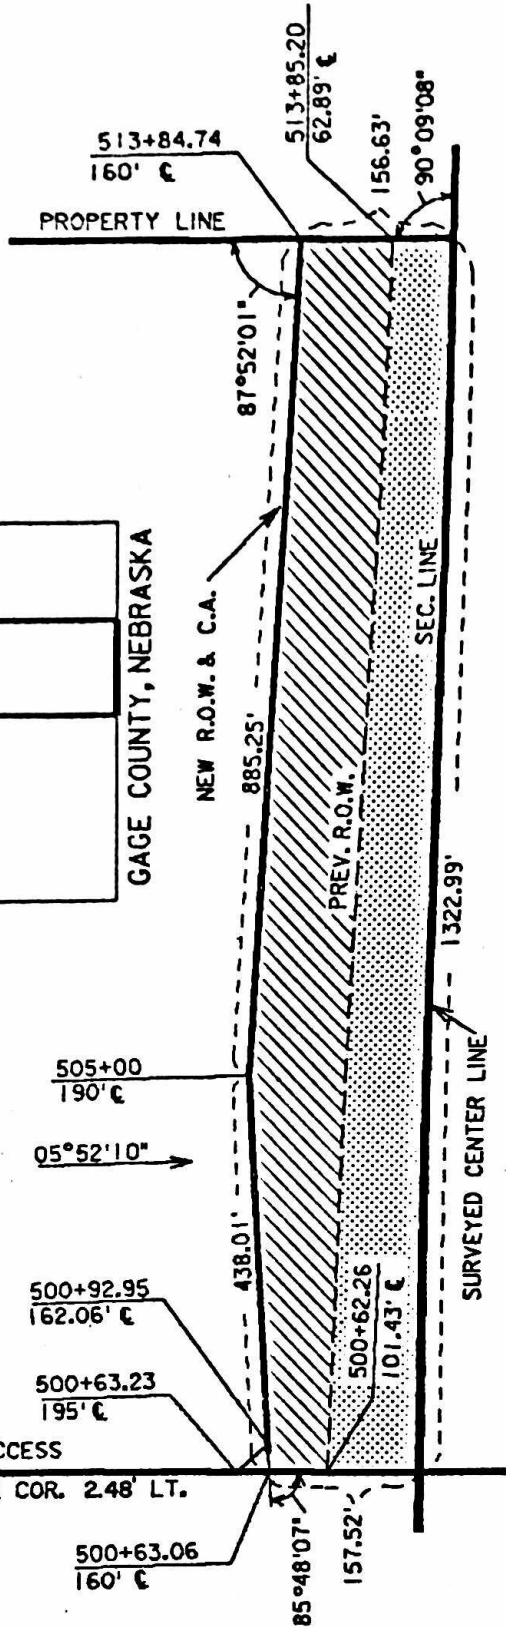 513+85.20
62.89' ℄
513+84.74
160' ℄
156.63'
90°09'08"
PROPERTY LINE
87°52'01"
GAGE COUNTY, NEBRASKA
NEW R.O.W. & C.A.
SEC. LINE
885.25'
PREV. R.O.W.
1322.99'
505+00
190' ℄
05°52'10"
SURVEYED CENTER LINE
438.01'
500+92.95
162.06' ℄
500+62.26
101.43' ℄
500+63.23
195' ℄
CCESS
COR. 2.48' LT.
500+63.06
160' ℄
85°48'07"
157.52'